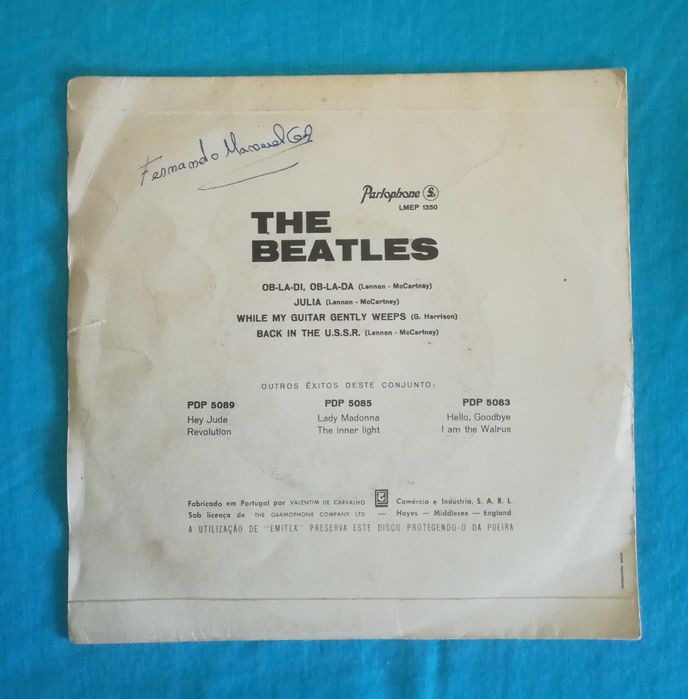 Fernando Manuel
Parlophone
LMEP 1350
THE
BEATLES
OB-LA-DI, OB-LA-DA (Lennon - McCartney)
JULIA (Lennon - McCartney)
WHILE MY GUITAR GENTLY WEEPS (G. Harrison)
BACK IN THE U.S.S.R. (Lennon - McCartney)
OUTROS ÊXITOS DESTE CONJUNTO:
PDP 5089 PDP 5085 PDP 5083
Hey Jude Lady Madonna Hello, Goodbye
Revolution The Inner light I am the Walrus
Fabricado em Portugal por VALENTIM DE CARVALHO Comércio e Indústria, S. A. R. L.
Sob licença de THE GRAMOPHONE COMPANY LTD — Hayes — Middlesex — England
A UTILIZAÇÃO DE "EMITEX" PRESERVA ESTE DISCO PROTEGENDO-O DA POEIRA